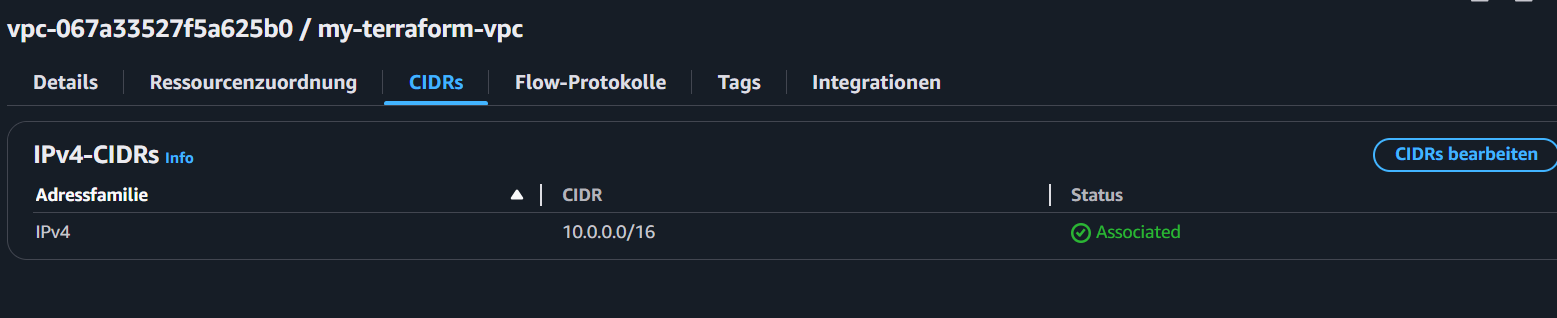 vpc-067a33527f5a625b0 / my-terraform-vpc
Details Ressourcenzuordnung CIDRs Flow-Protokolle Tags Integrationen
IPv4-CIDRs Info CIDRs bearbeiten
Adressfamilie CIDR Status
IPv4 10.0.0.0/16 Associated